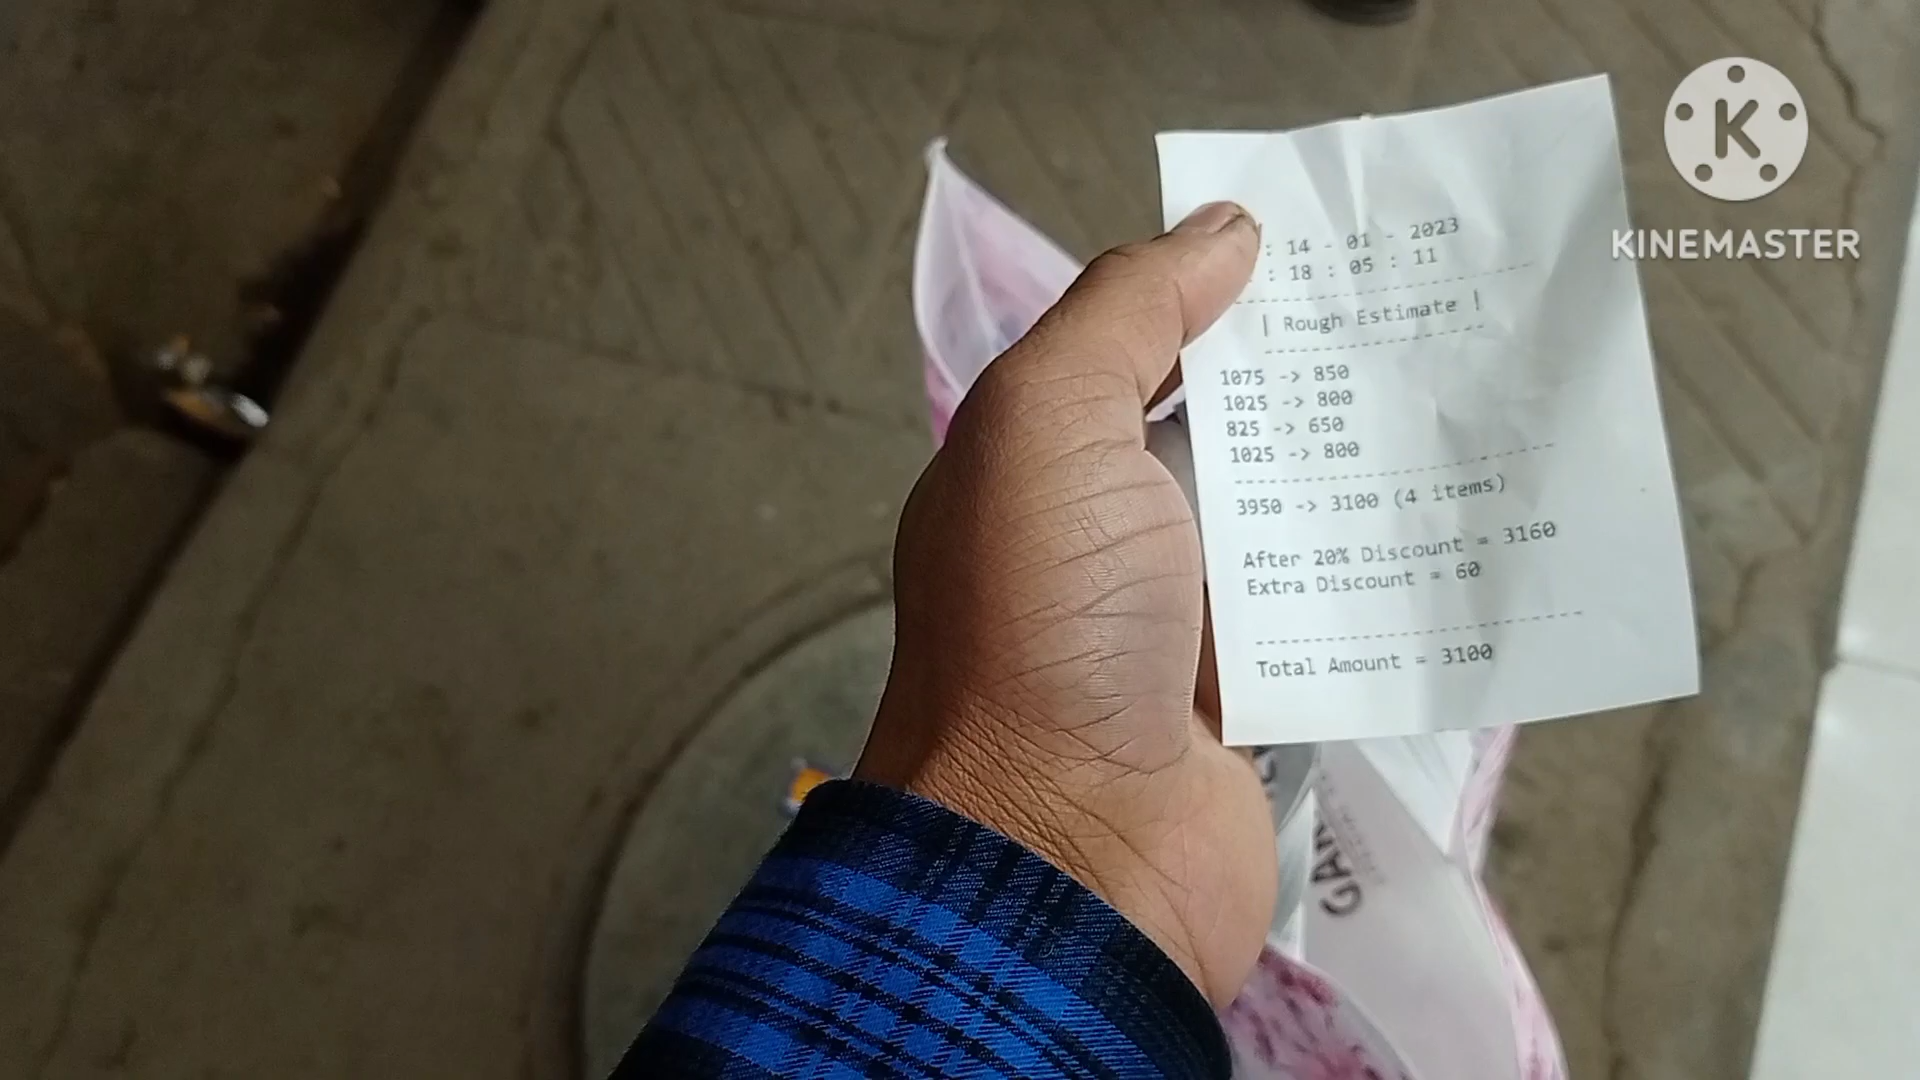 : 14 - 01 - 2023
: 18 : 05 : 11
| Rough Estimate |
1075 -> 850
1025 -> 800
825 -> 650
1025 -> 800
3950 -> 3100 (4 items)
After 20% Discount = 3160
Extra Discount = 60
Total Amount = 3100
K
KINEMASTER